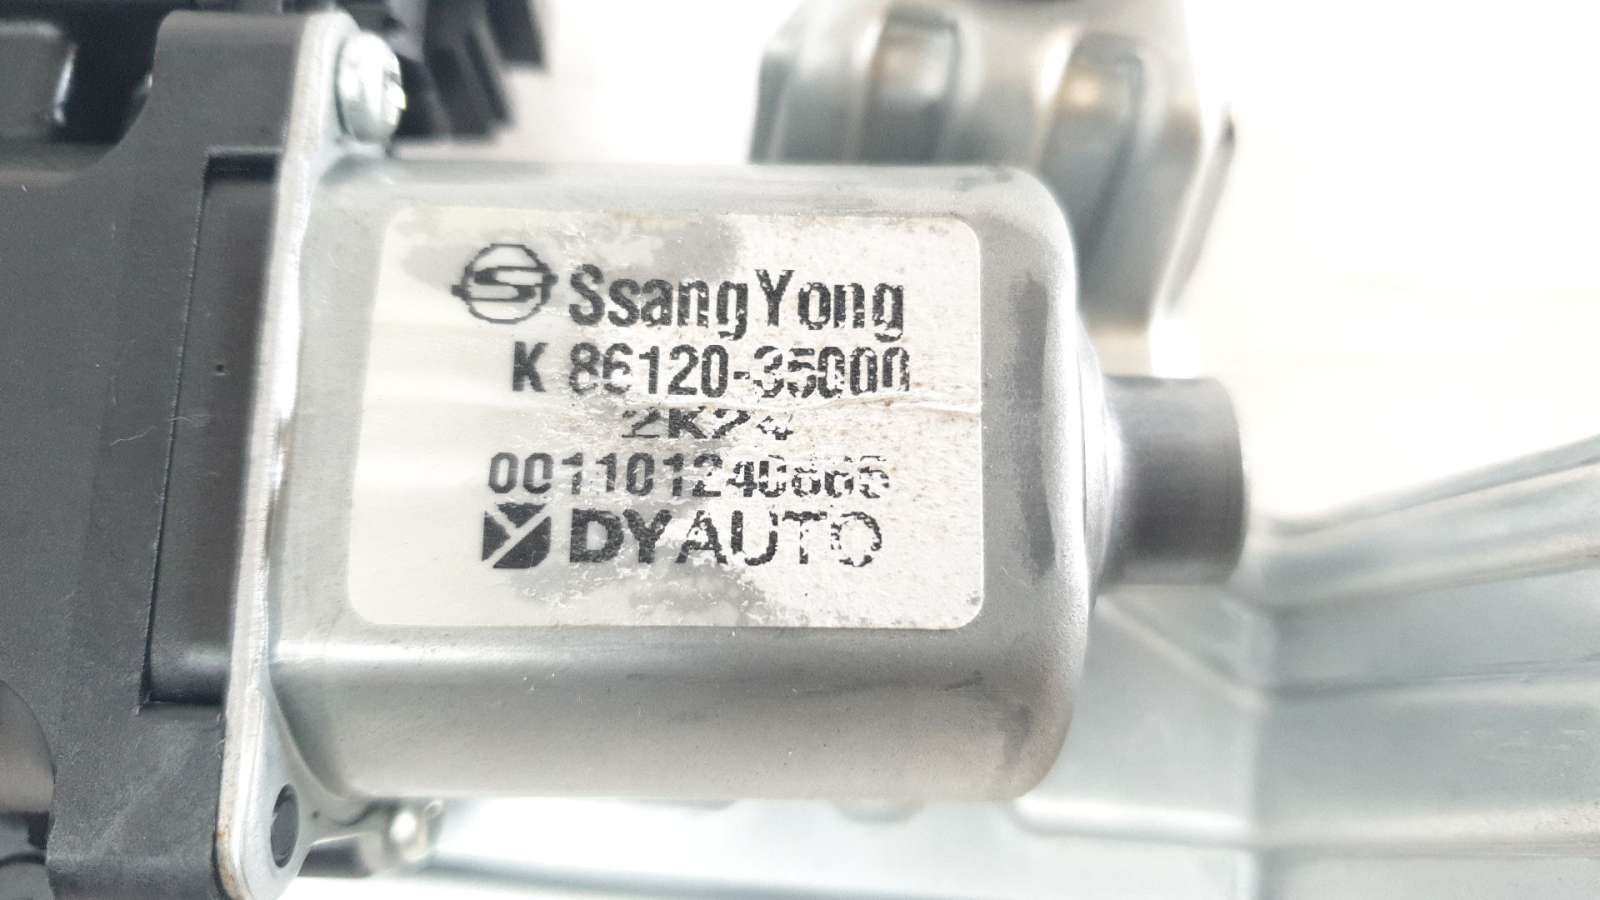 SsangYong
K 86120-35000
2K24
DYAUTO